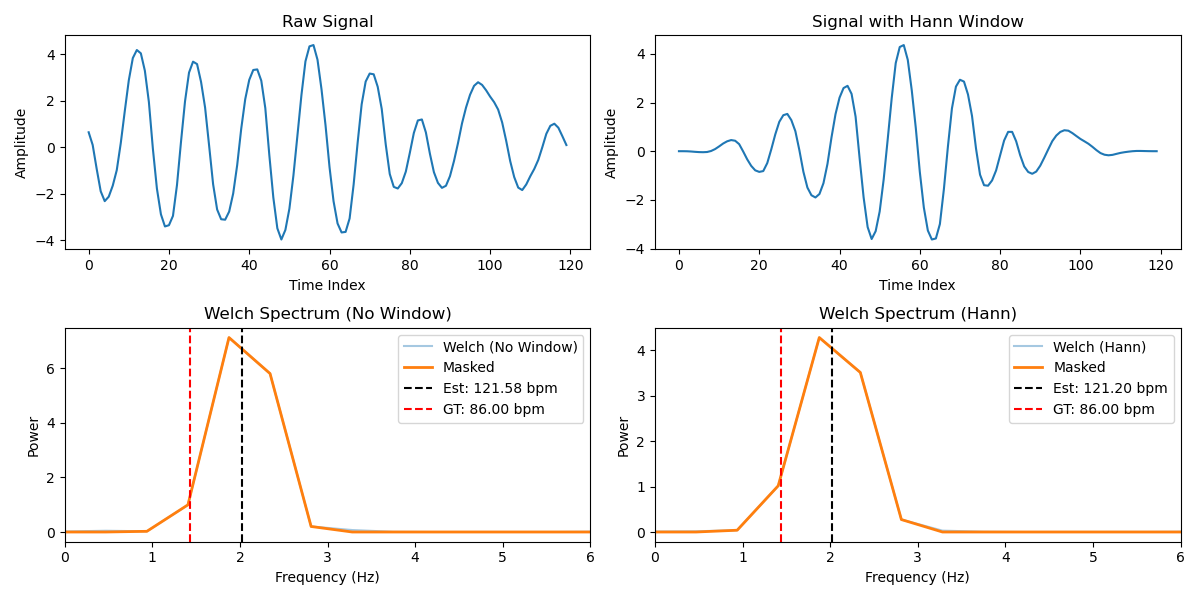 Raw Signal
Amplitude
4
2
0
−2
−4
0 20 40 60 80 100 120
Time Index
Signal with Hann Window
Amplitude
4
2
0
−2
−4
0 20 40 60 80 100 120
Time Index
Welch Spectrum (No Window)
Power
6
4
2
0
0 1 2 3 4 5 6
Frequency (Hz)
Welch (No Window)
Masked
Est: 121.58 bpm
GT: 86.00 bpm
Welch Spectrum (Hann)
Power
4
3
2
1
0
0 1 2 3 4 5 6
Frequency (Hz)
Welch (Hann)
Masked
Est: 121.20 bpm
GT: 86.00 bpm